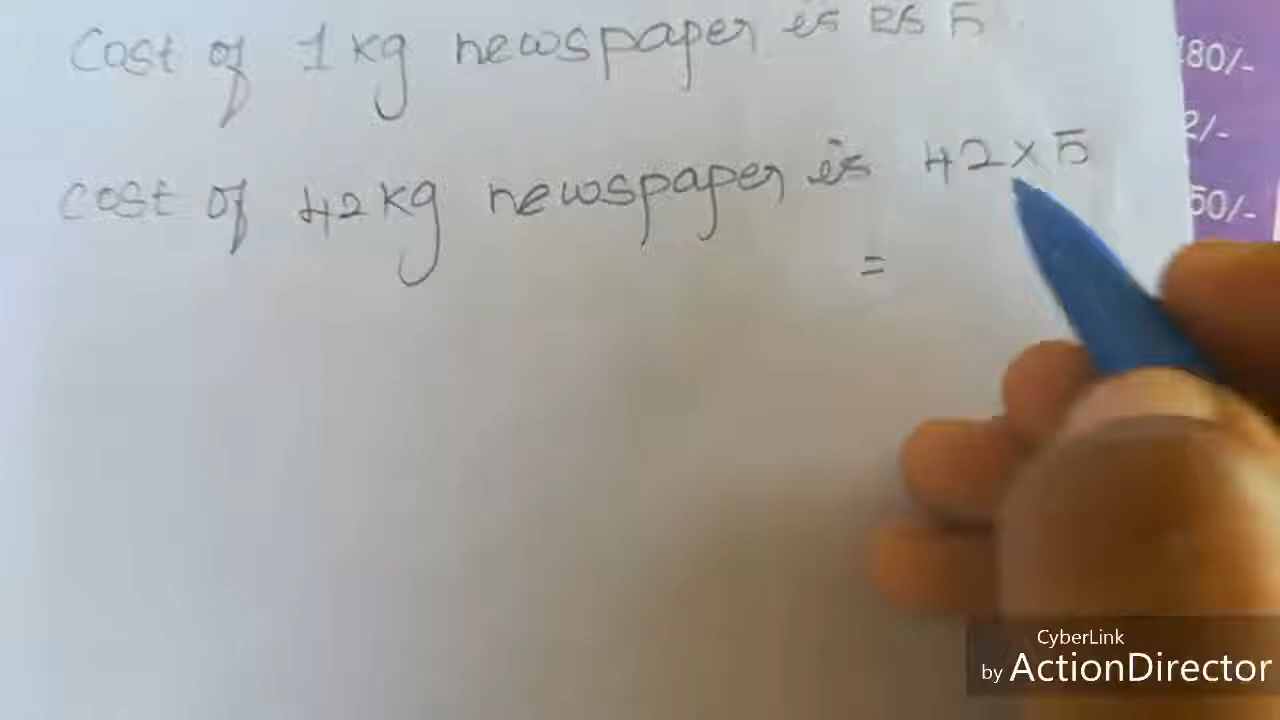 Cost of 1 kg newspaper is Rs 5
180/-
2/-
cost of 42 kg newspaper is 42 × 5
50/-
=
CyberLink
by ActionDirector